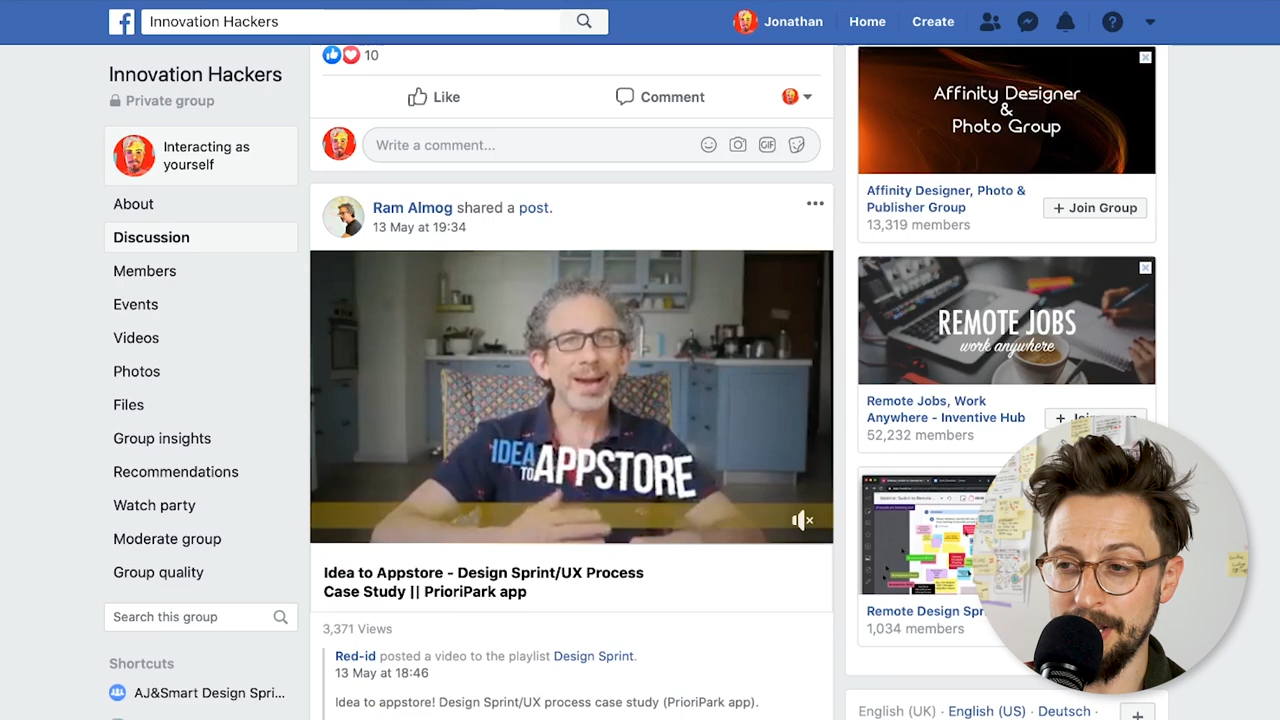 Innovation Hackers
Jonathan
Home
Create
Innovation Hackers
Private group
Interacting as
yourself
About
Discussion
Members
Events
Videos
Photos
Files
Group insights
Recommendations
Watch party
Moderate group
Group quality
Search this group
Shortcuts
AJ&Smart Design Spri...
10
Like
Comment
Write a comment...
GIF
Ram Almog shared a post.
13 May at 19:34
IDEA
TO APPSTORE
Idea to Appstore - Design Sprint/UX Process
Case Study || PrioriPark app
3,371 Views
Red-id posted a video to the playlist Design Sprint.
13 May at 18:46
Idea to appstore! Design Sprint/UX process case study (PrioriPark app).
Affinity Designer
&
Photo Group
Affinity Designer, Photo &
Publisher Group
+ Join Group
13,319 members
REMOTE JOBS
work anywhere
Remote Jobs, Work
Anywhere - Inventive Hub
52,232 members
Remote Design Spr
1,034 members
English (UK) · English (US) · Deutsch ·